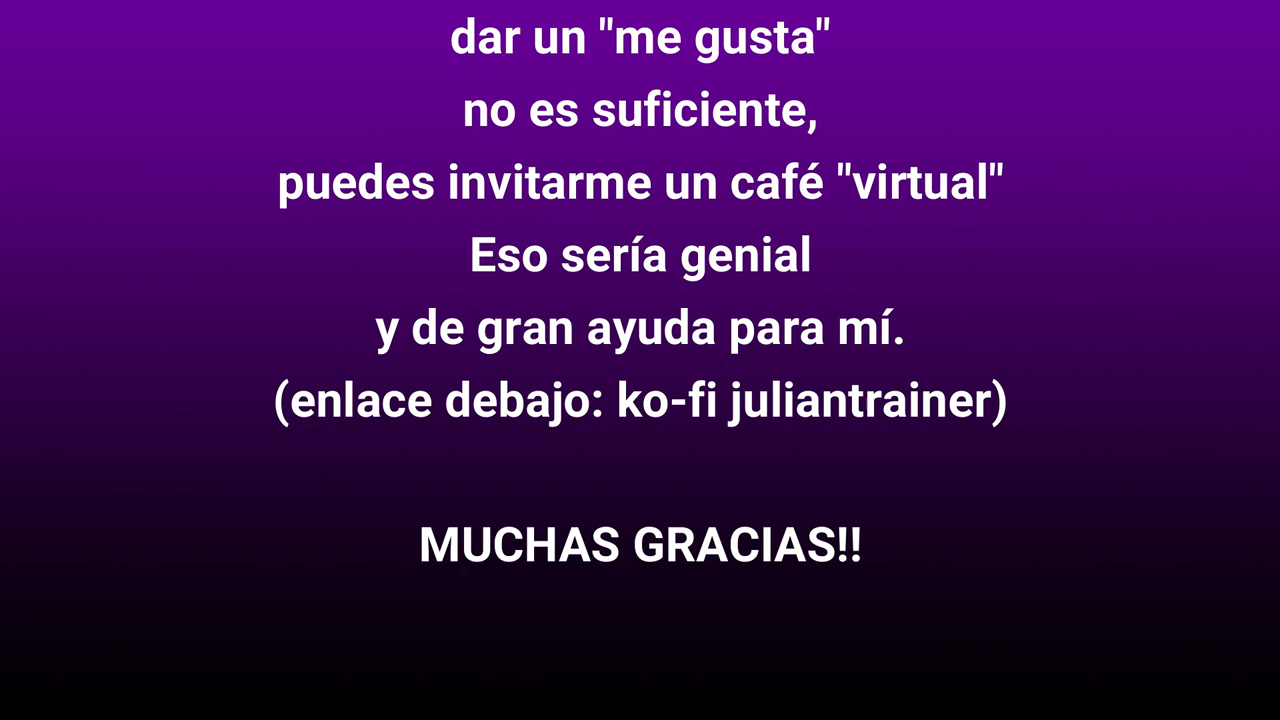 dar un "me gusta"
no es suficiente,
puedes invitarme un café "virtual"
Eso sería genial
y de gran ayuda para mí.
(enlace debajo: ko-fi juliantrainer)
MUCHAS GRACIAS!!